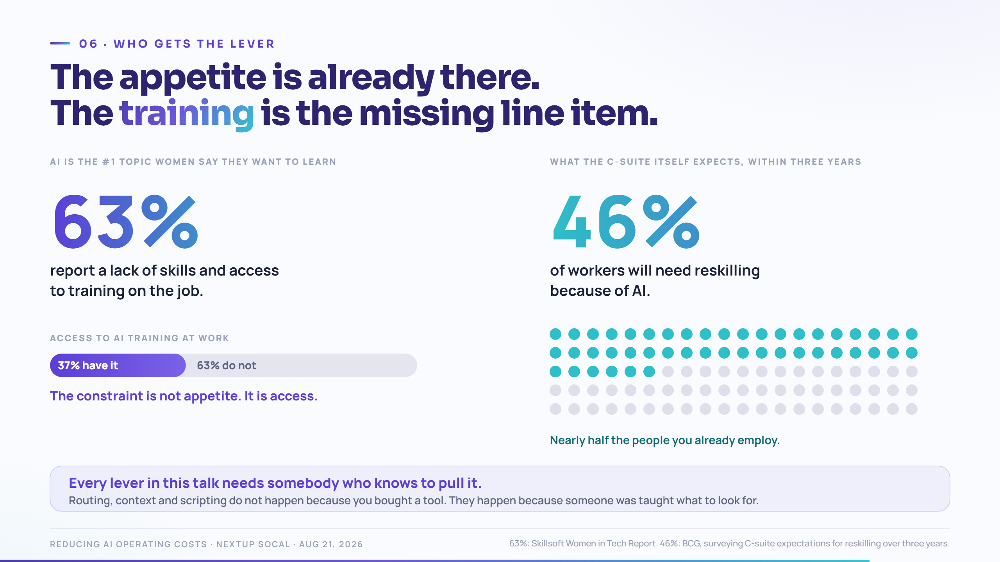 06 · WHO GETS THE LEVER
The appetite is already there.
The training is the missing line item.
AI IS THE #1 TOPIC WOMEN SAY THEY WANT TO LEARN
63%
report a lack of skills and access
to training on the job.
ACCESS TO AI TRAINING AT WORK
37% have it
63% do not
The constraint is not appetite. It is access.
WHAT THE C-SUITE ITSELF EXPECTS, WITHIN THREE YEARS
46%
of workers will need reskilling
because of AI.
Nearly half the people you already employ.
Every lever in this talk needs somebody who knows to pull it.
Routing, context and scripting do not happen because you bought a tool. They happen because someone was taught what to look for.
REDUCING AI OPERATING COSTS · NEXTUP SOCAL · AUG 21, 2026
63%: Skillsoft Women in Tech Report. 46%: BCG, surveying C-suite expectations for reskilling over three years.